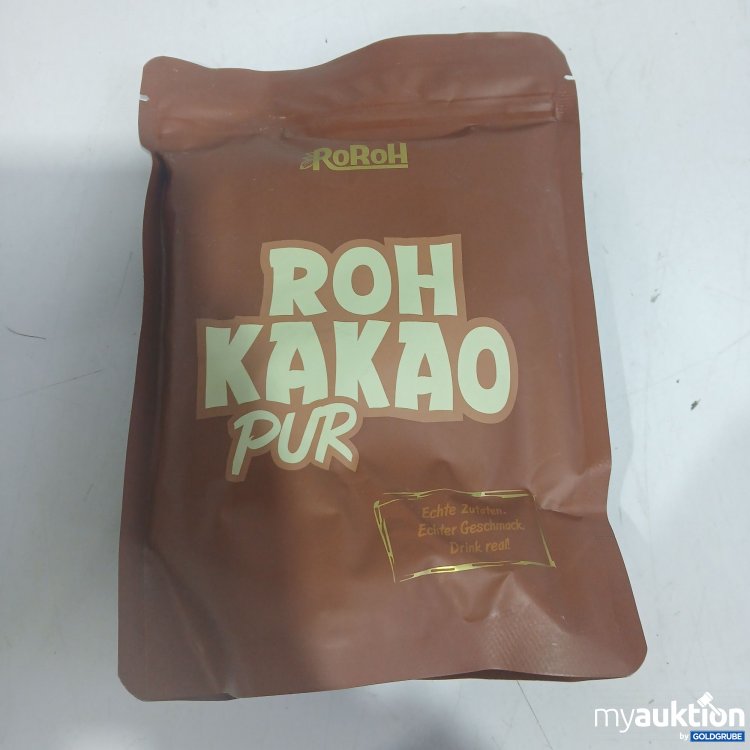 RoRoH
ROH
KAKAO
PUR
Echte Zutaten.
Echter Geschmack.
Drink real!
myauktion
by GOLDGRUBE